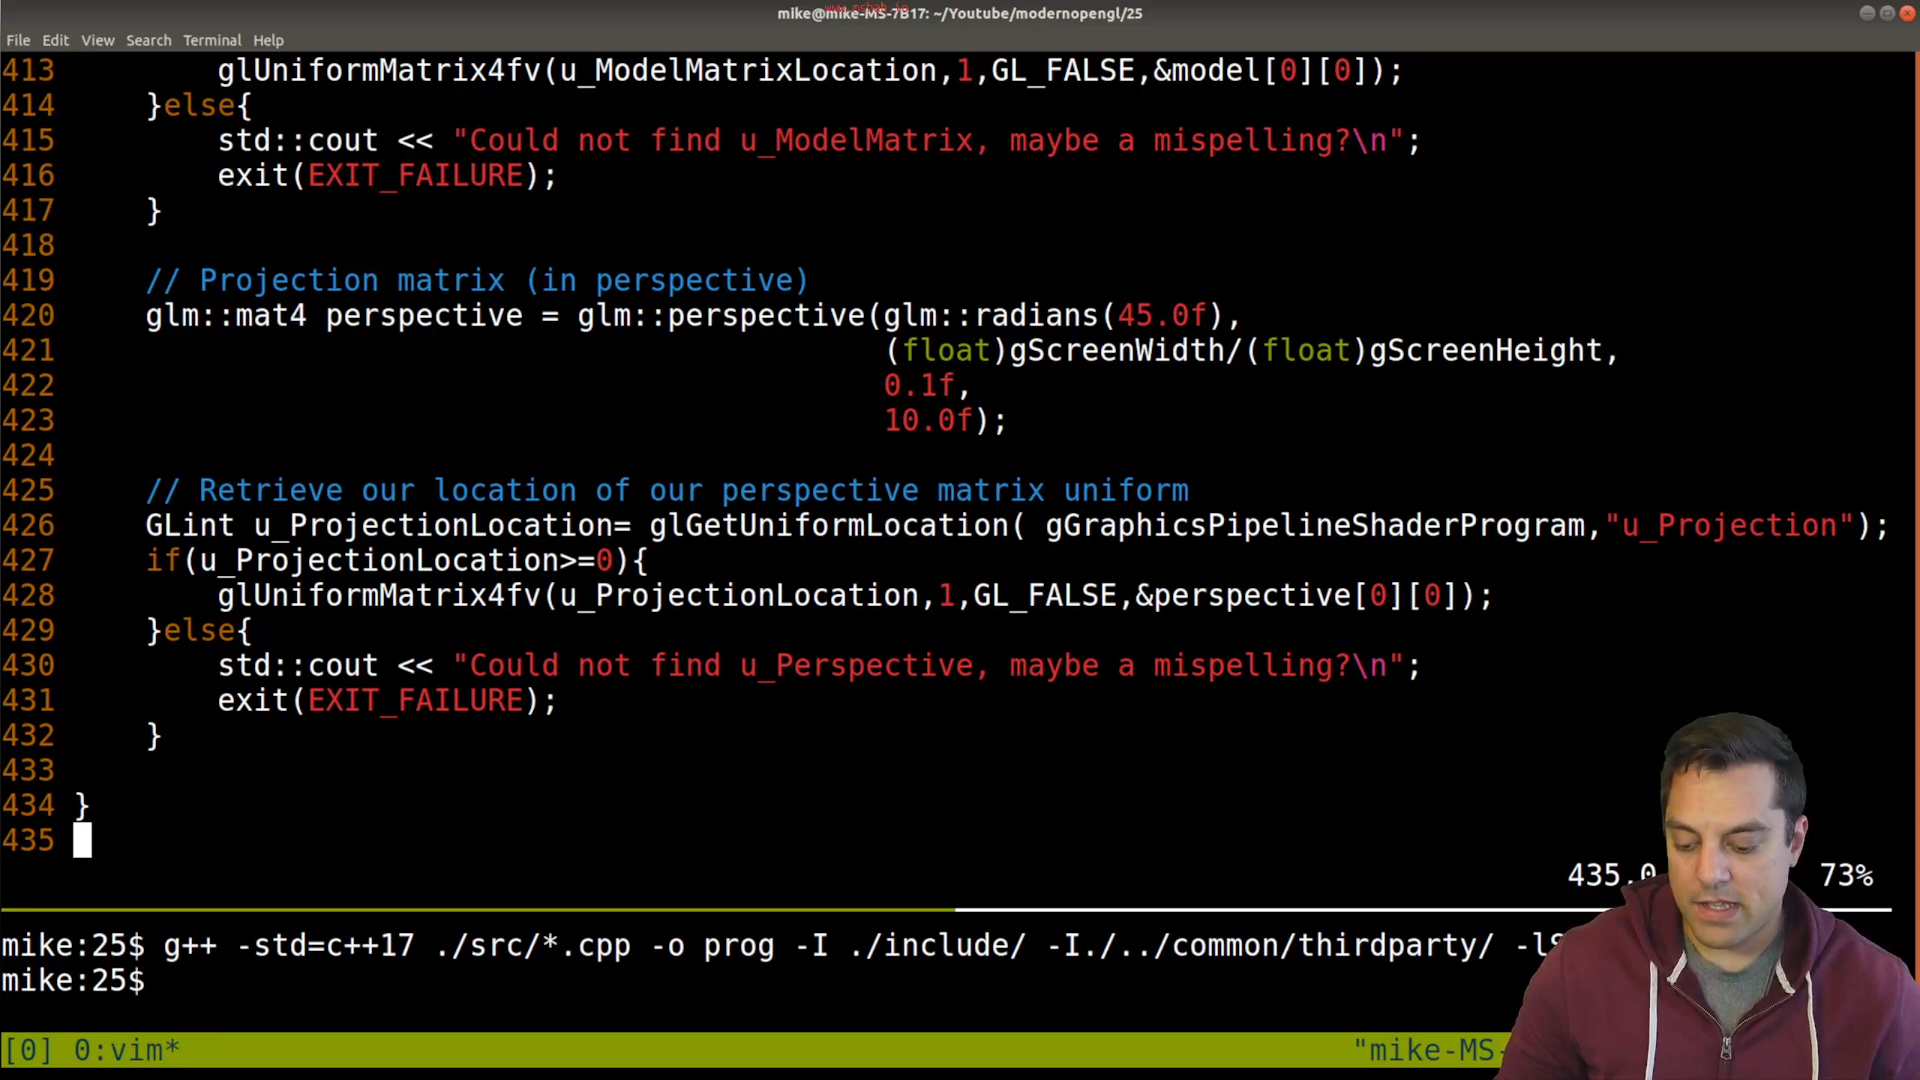 www.mshah.io
mike@mike-MS-7B17: ~/Youtube/modernopengl/25
File Edit View Search Terminal Help
413 glUniformMatrix4fv(u_ModelMatrixLocation,1,GL_FALSE,&model[0][0]);
414 }else{
415 std::cout << "Could not find u_ModelMatrix, maybe a mispelling?\n";
416 exit(EXIT_FAILURE);
417 }
418
419 // Projection matrix (in perspective)
420 glm::mat4 perspective = glm::perspective(glm::radians(45.0f),
421 (float)gScreenWidth/(float)gScreenHeight,
422 0.1f,
423 10.0f);
424
425 // Retrieve our location of our perspective matrix uniform
426 GLint u_ProjectionLocation= glGetUniformLocation( gGraphicsPipelineShaderProgram,"u_Projection");
427 if(u_ProjectionLocation>=0){
428 glUniformMatrix4fv(u_ProjectionLocation,1,GL_FALSE,&perspective[0][0]);
429 }else{
430 std::cout << "Could not find u_Perspective, maybe a mispelling?\n";
431 exit(EXIT_FAILURE);
432 }
433
434 }
435
435,0 73%
mike:25$ g++ -std=c++17 ./src/*.cpp -o prog -I ./include/ -I./../common/thirdparty/
mike:25$
[0] 0:vim* "mike-MS-